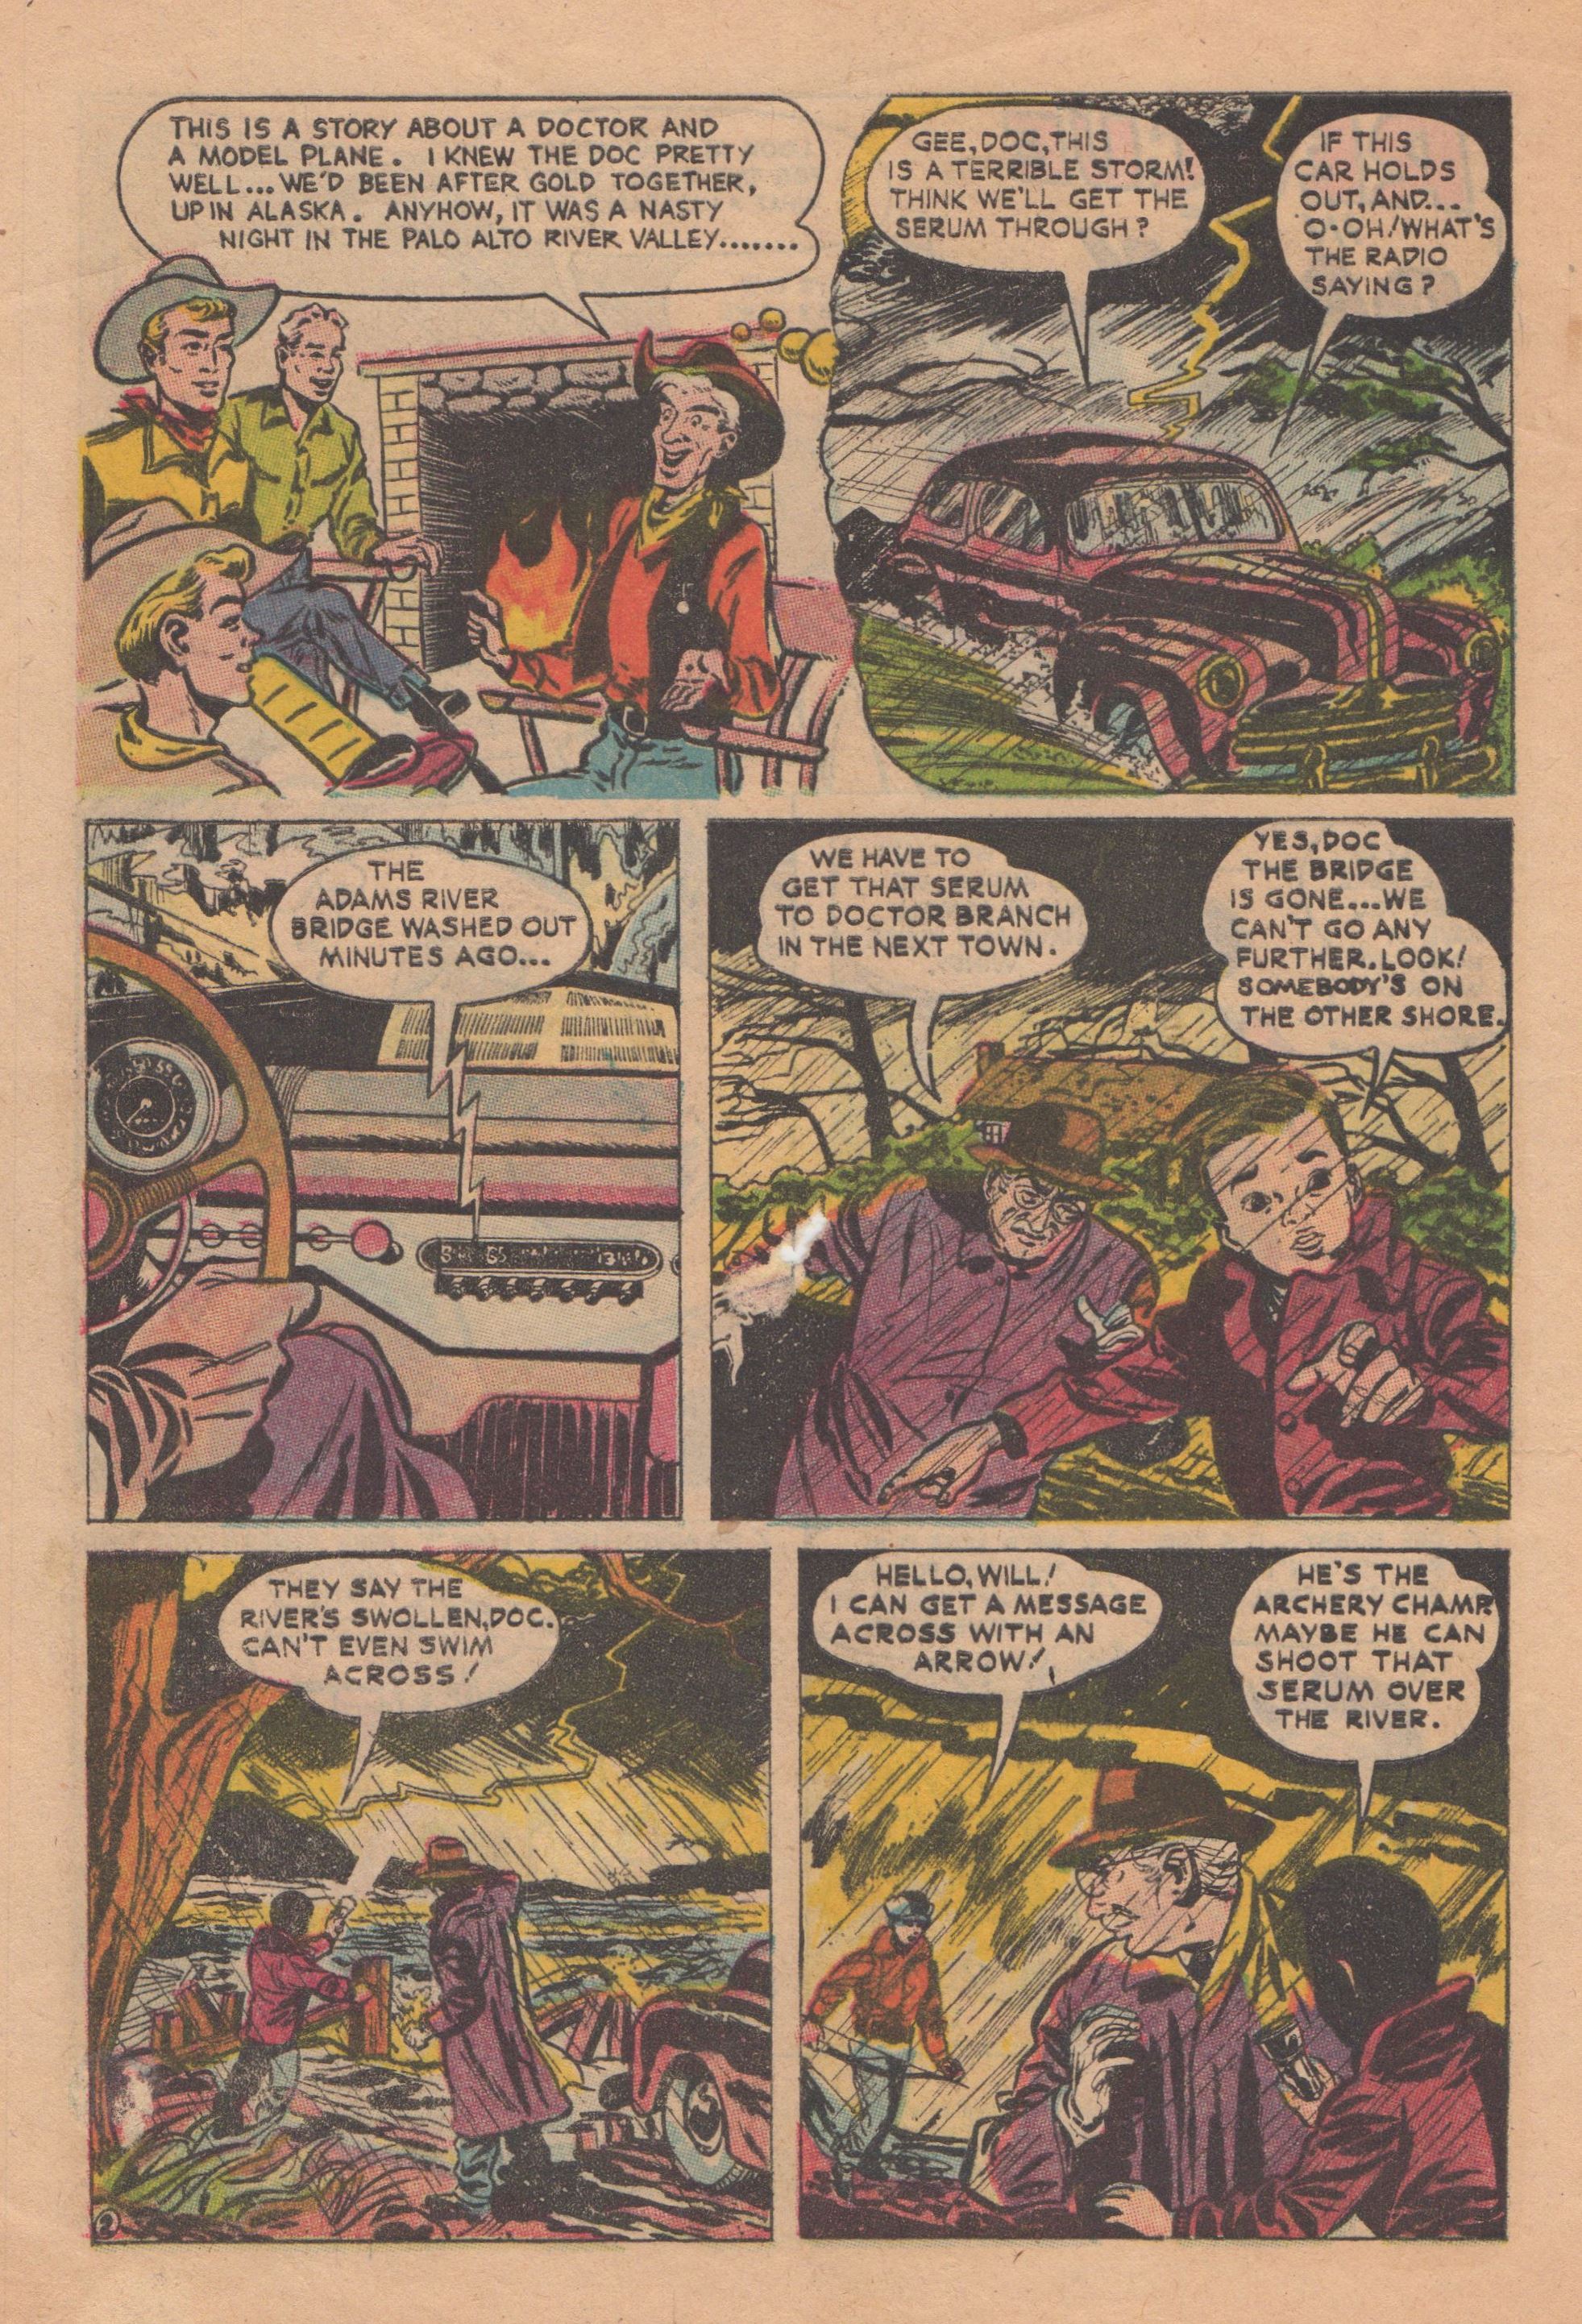 THIS IS A STORY ABOUT A DOCTOR AND
A MODEL PLANE. I KNEW THE DOC PRETTY
WELL...WE'D BEEN AFTER GOLD TOGETHER,
UP IN ALASKA. ANYHOW, IT WAS A NASTY
NIGHT IN THE PALO ALTO RIVER VALLEY.......
GEE, DOC, THIS
IS A TERRIBLE STORM!
THINK WE'LL GET THE
SERUM THROUGH?
IF THIS
CAR HOLDS
OUT, AND...
O-OH! WHAT'S
THE RADIO
SAYING?
THE
ADAMS RIVER
BRIDGE WASHED OUT
MINUTES AGO...
WE HAVE TO
GET THAT SERUM
TO DOCTOR BRANCH
IN THE NEXT TOWN.
YES, DOC
THE BRIDGE
IS GONE...WE
CAN'T GO ANY
FURTHER. LOOK!
SOMEBODY'S ON
THE OTHER SHORE.
THEY SAY THE
RIVER'S SWOLLEN, DOC.
CAN'T EVEN SWIM
ACROSS!
HELLO, WILL!
I CAN GET A MESSAGE
ACROSS WITH AN
ARROW!
HE'S THE
ARCHERY CHAMP.
MAYBE HE CAN
SHOOT THAT
SERUM OVER
THE RIVER.
2